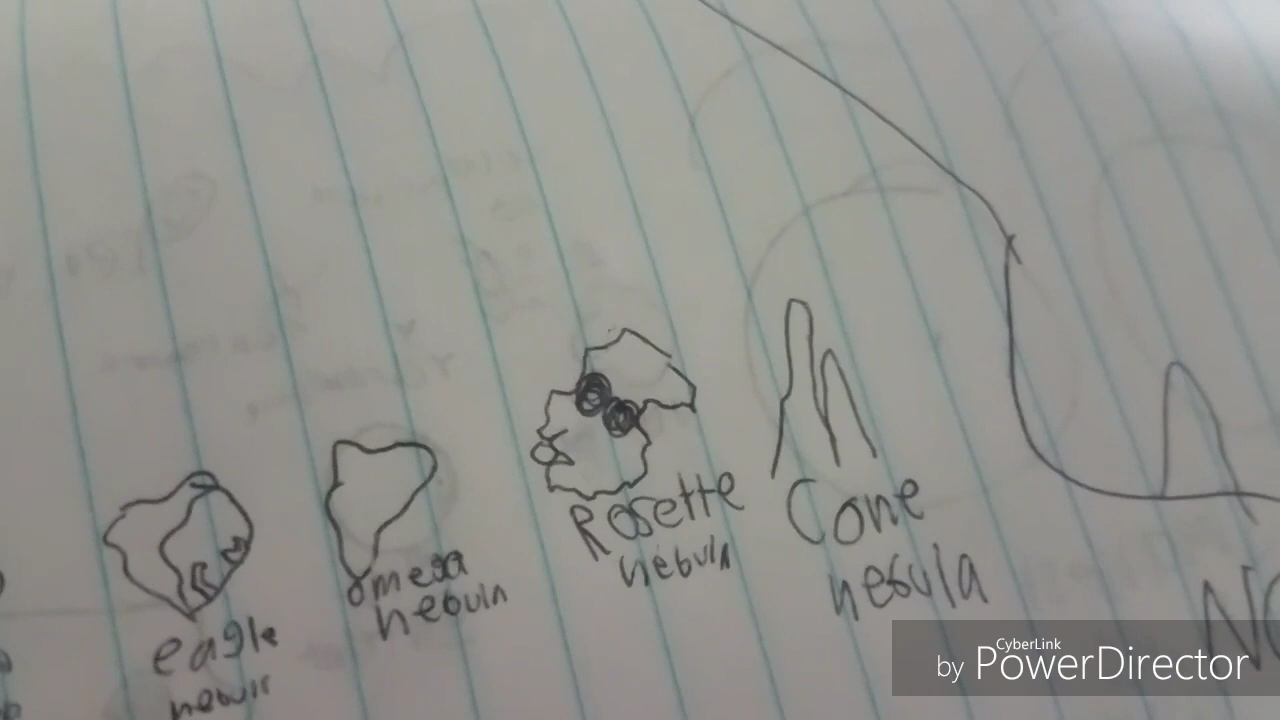 eagle
omega
nebula
Rosette
nebula
Cone
nebula
CyberLink
by PowerDirector